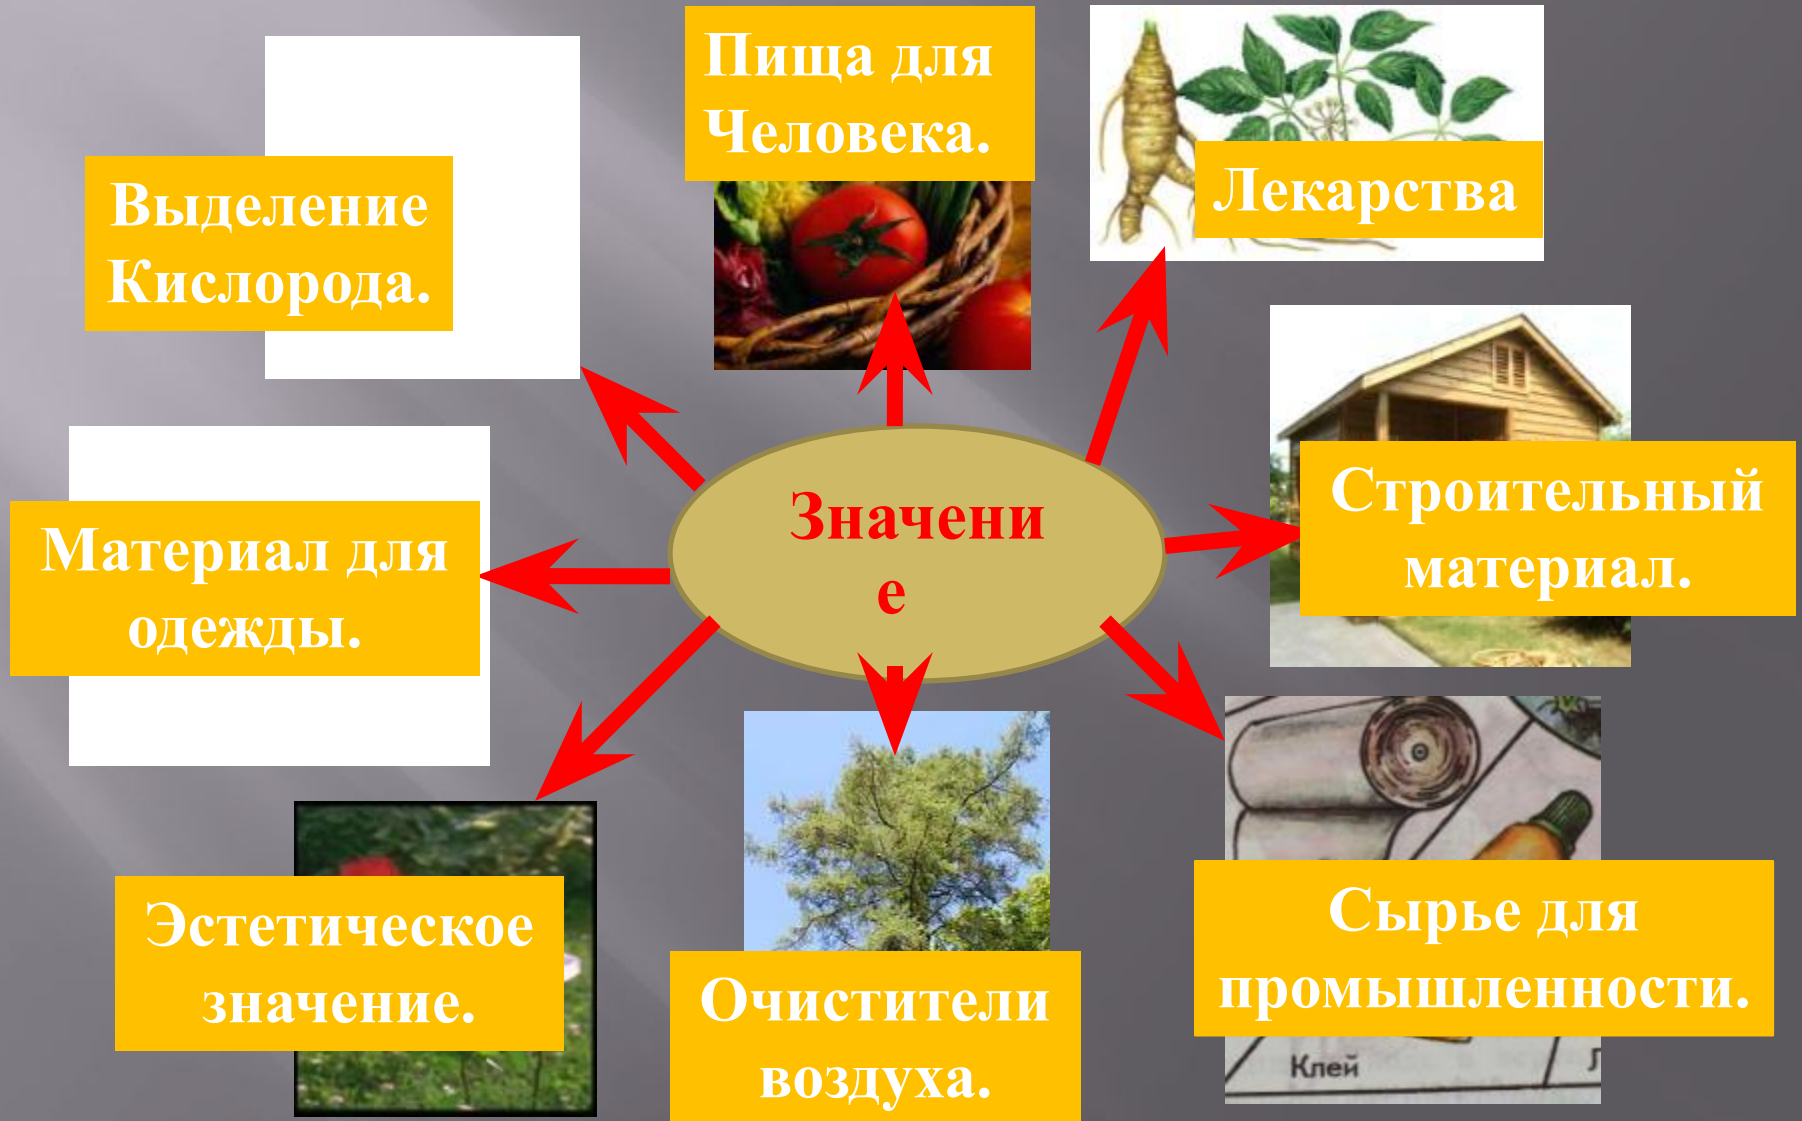 Пища для
Человека.
Лекарства
Выделение
Кислорода.
Строительный
материал.
Значени
е
Материал для
одежды.
Сырье для
промышленности.
Эстетическое
значение.
Очистители
воздуха.
Клей